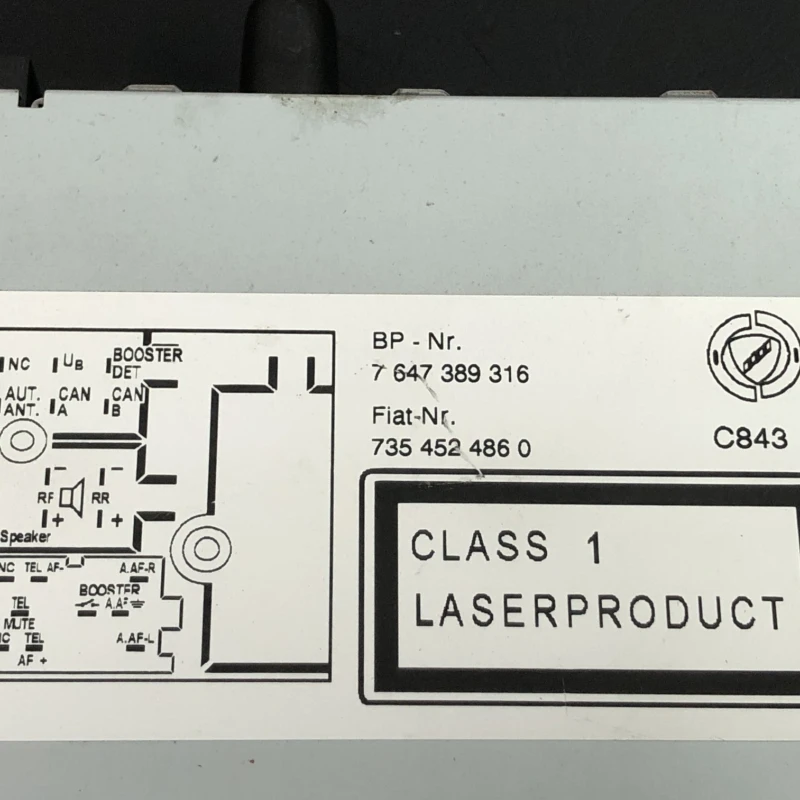 NC UB BOOSTER
DET
AUT. CAN CAN
ANT. A B
− −
RF RR
+ +
Speaker
NC TEL AF- A.AF-R
BOOSTER
TEL A.AF
MUTE
TEL A.AF-L
AF +
BP - Nr.
7 647 389 316
Fiat-Nr.
735 452 486 0
C843
CLASS 1
LASERPRODUCT